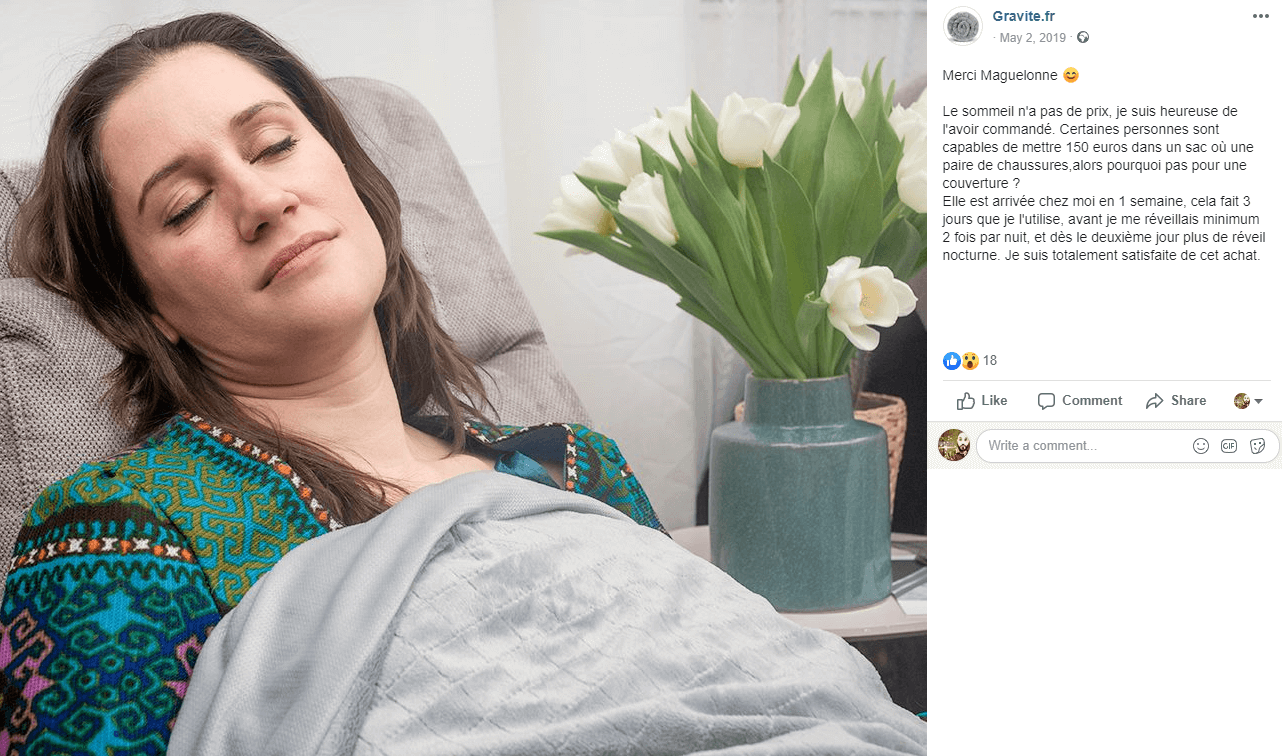 Gravite.fr
· May 2, 2019 ·
Merci Maguelonne 😊
Le sommeil n'a pas de prix, je suis heureuse de
l'avoir commandé. Certaines personnes sont
capables de mettre 150 euros dans un sac où une
paire de chaussures,alors pourquoi pas pour une
couverture ?
Elle est arrivée chez moi en 1 semaine, cela fait 3
jours que je l'utilise, avant je me réveillais minimum
2 fois par nuit, et dès le deuxième jour plus de réveil
nocturne. Je suis totalement satisfaite de cet achat.
18
Like Comment Share
Write a comment... GIF